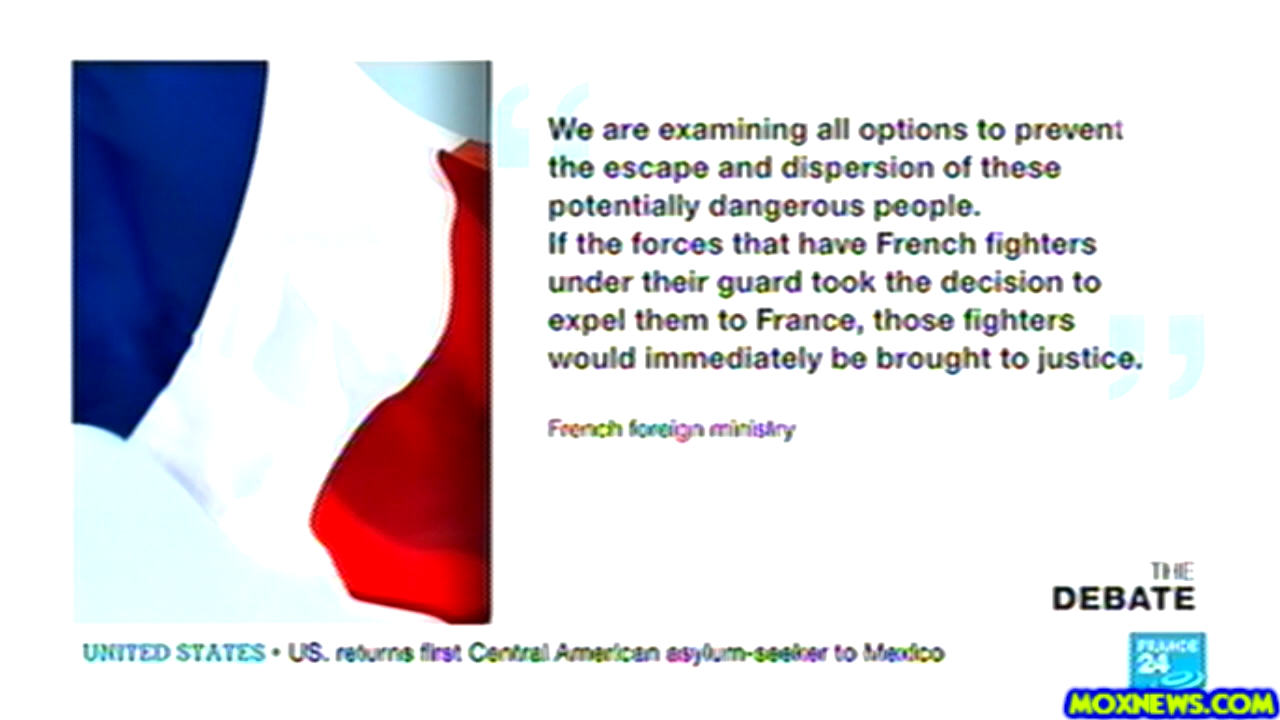 We are examining all options to prevent
the escape and dispersion of these
potentially dangerous people.
If the forces that have French fighters
under their guard took the decision to
expel them to France, those fighters
would immediately be brought to justice.
French foreign ministry
THE
DEBATE
UNITED STATES • US. returns first Central American asylum-seeker to Mexico
FRANCE
24
MOXNEWS.COM